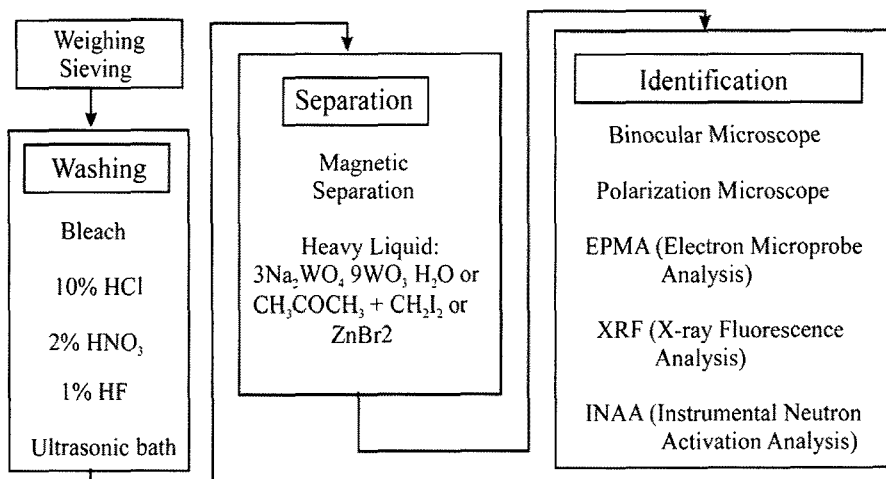 Weighing
Sieving
Washing
Bleach
10% HCl
2% HNO₃
1% HF
Ultrasonic bath
Separation
Magnetic
Separation
Heavy Liquid:
3Na₂WO₄ 9WO₃ H₂O or
CH₃COCH₃ + CH₂I₂ or
ZnBr2
Identification
Binocular Microscope
Polarization Microscope
EPMA (Electron Microprobe
Analysis)
XRF (X-ray Fluorescence
Analysis)
INAA (Instrumental Neutron
Activation Analysis)